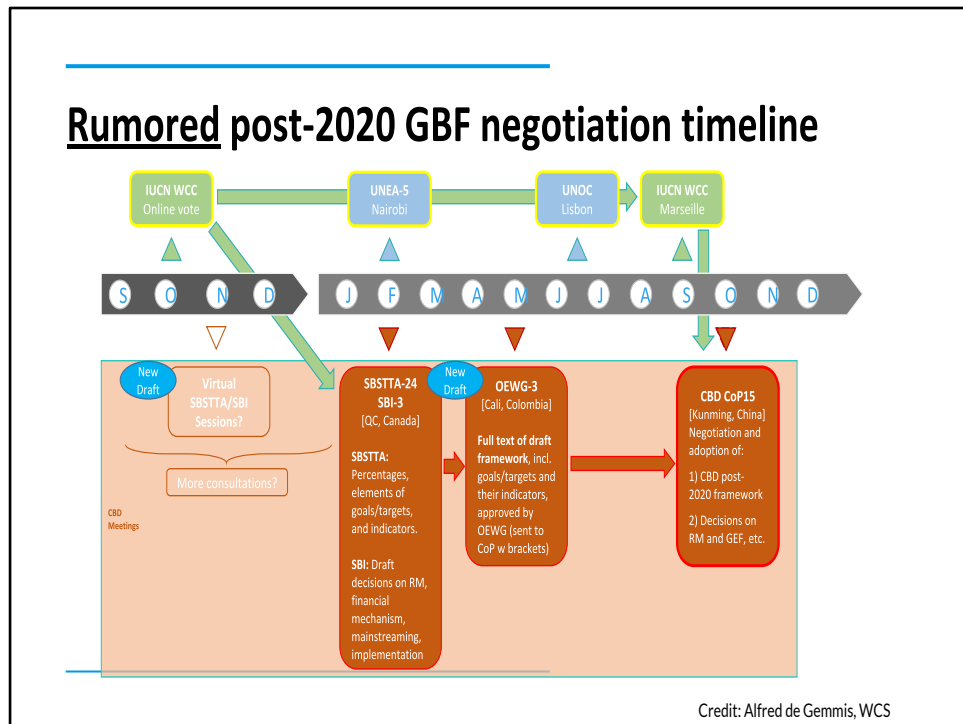 Rumored post-2020 GBF negotiation timeline
IUCN WCC
Online vote
UNEA-5
Nairobi
UNOC
Lisbon
IUCN WCC
Marseille
S O N D J F M A M J J A S O N D
New
Draft
Virtual
SBSTTA/SBI
Sessions?
More consultations?
CBD
Meetings
SBSTTA-24
SBI-3
[QC, Canada]
SBSTTA:
Percentages,
elements of
goals/targets,
and indicators.
SBI: Draft
decisions on RM,
financial
mechanism,
mainstreaming,
implementation
New
Draft
OEWG-3
[Cali, Colombia]
Full text of draft
framework, incl.
goals/targets and
their indicators,
approved by
OEWG (sent to
CoP w brackets)
CBD CoP15
[Kunming, China]
Negotiation and
adoption of:
1) CBD post-
2020 framework
2) Decisions on
RM and GEF, etc.
Credit: Alfred de Gemmis, WCS